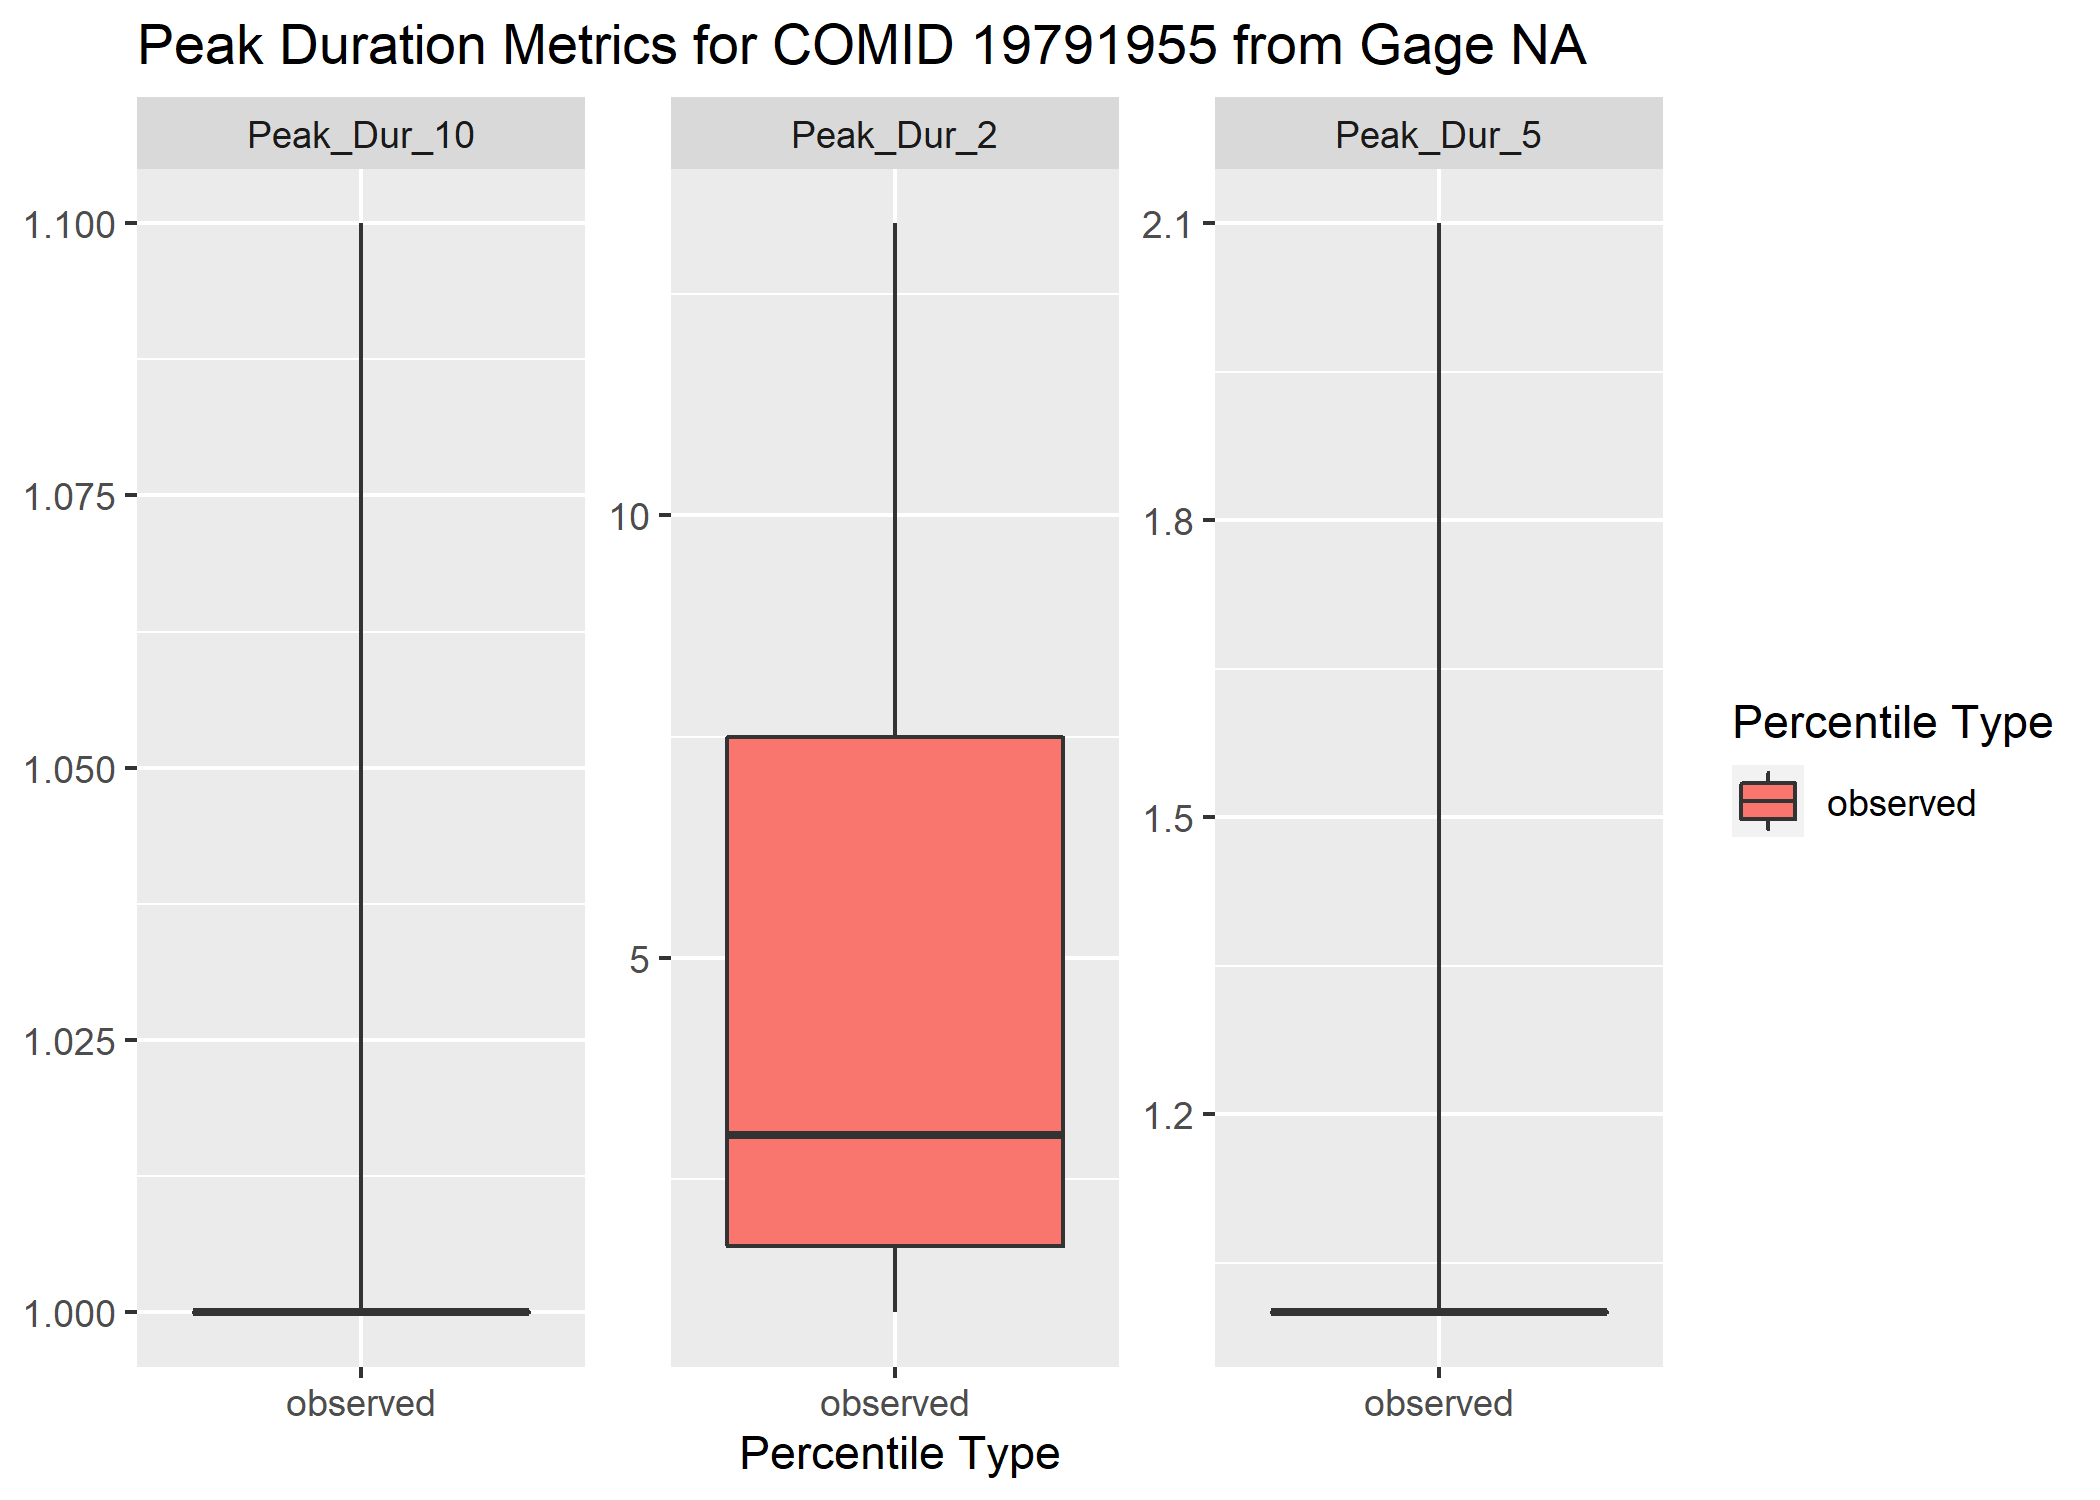 Peak Duration Metrics for COMID 19791955 from Gage NA
Peak_Dur_10
Peak_Dur_2
Peak_Dur_5
1.100
1.075
1.050
1.025
1.000
10
5
2.1
1.8
1.5
1.2
observed
observed
observed
Percentile Type
Percentile Type
observed